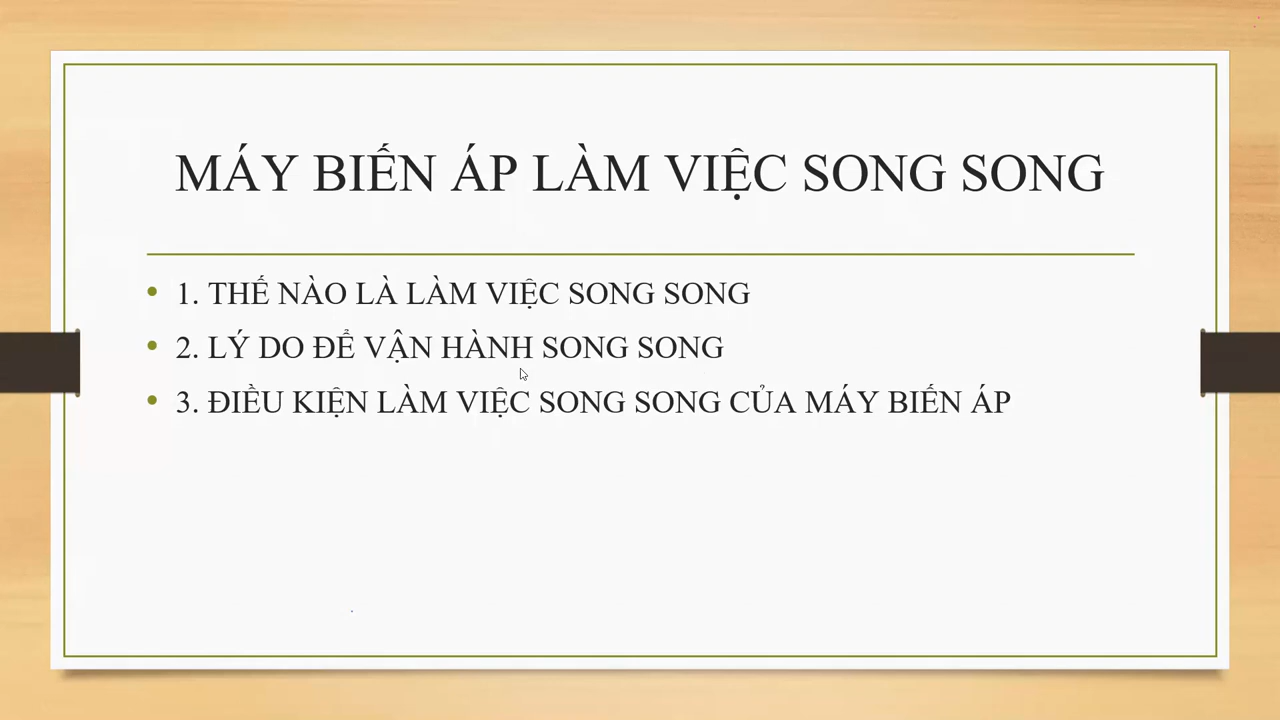 MÁY BIẾN ÁP LÀM VIỆC SONG SONG
• 1. THẾ NÀO LÀ LÀM VIỆC SONG SONG
• 2. LÝ DO ĐỂ VẬN HÀNH SONG SONG
• 3. ĐIỀU KIỆN LÀM VIỆC SONG SONG CỦA MÁY BIẾN ÁP